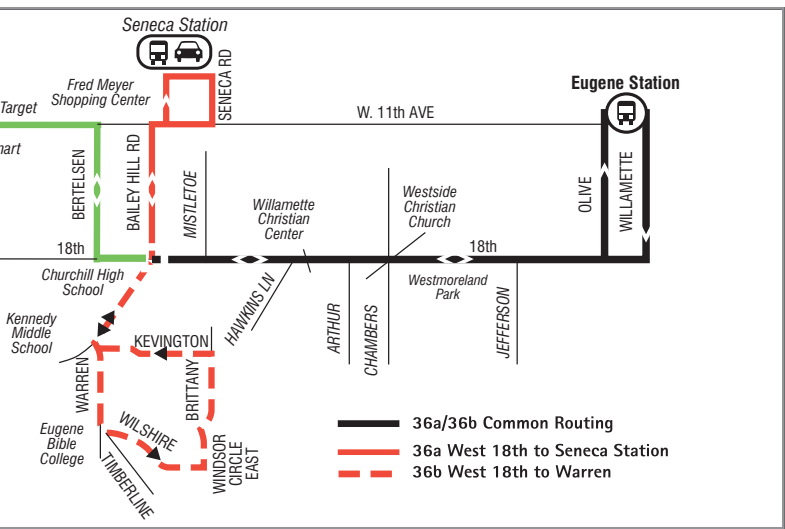 Seneca Station
Fred Meyer
Shopping Center
SENECA RD
Eugene Station
Target
W. 11th AVE
mart
BERTELSEN
BAILEY HILL RD
MISTLETOE
Willamette
Christian
Center
Westside
Christian
Church
OLIVE
WILLAMETTE
18th
18th
Churchill High
School
Westmoreland
Park
HAWKINS LN
ARTHUR
CHAMBERS
JEFFERSON
Kennedy
Middle
School
KEVINGTON
WARREN
BRITTANY
WILSHIRE
Eugene
Bible
College
TIMBERLINE
WINDSOR
CIRCLE
EAST
36a/36b Common Routing
36a West 18th to Seneca Station
36b West 18th to Warren